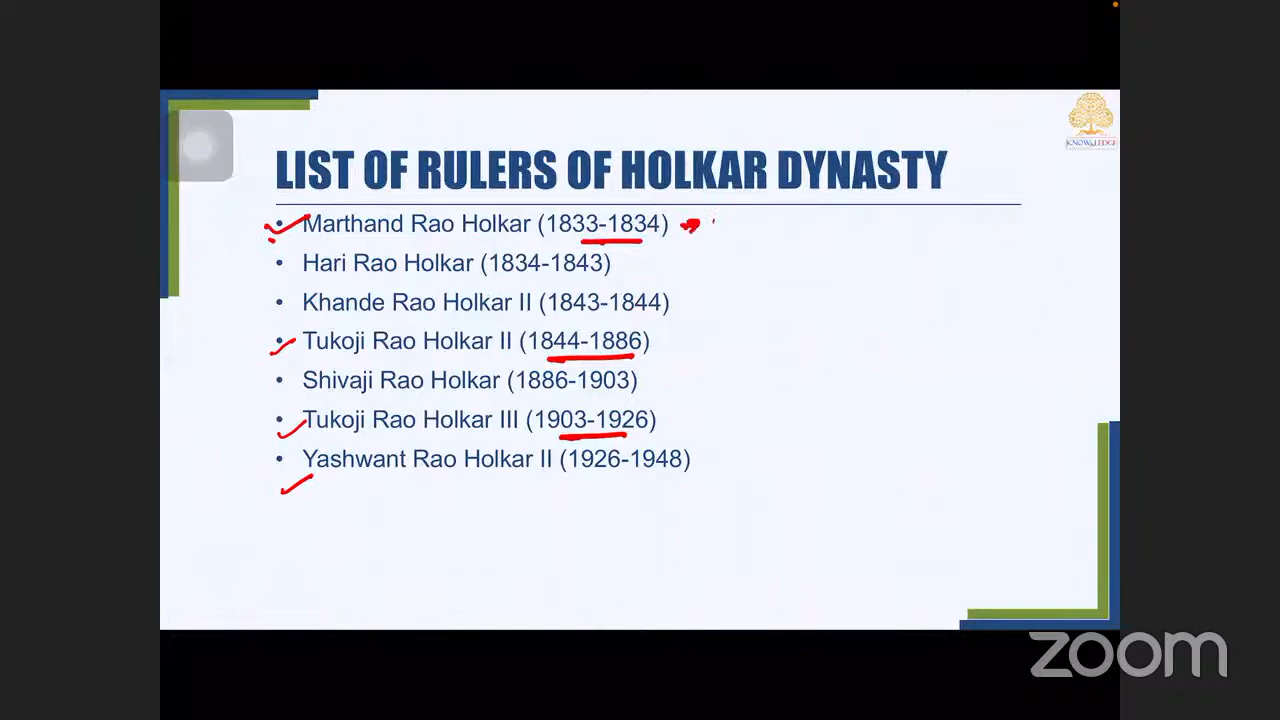 KNOWLEDGE
LIST OF RULERS OF HOLKAR DYNASTY
• Marthand Rao Holkar (1833-1834)
• Hari Rao Holkar (1834-1843)
• Khande Rao Holkar II (1843-1844)
• Tukoji Rao Holkar II (1844-1886)
• Shivaji Rao Holkar (1886-1903)
• Tukoji Rao Holkar III (1903-1926)
• Yashwant Rao Holkar II (1926-1948)
zoom